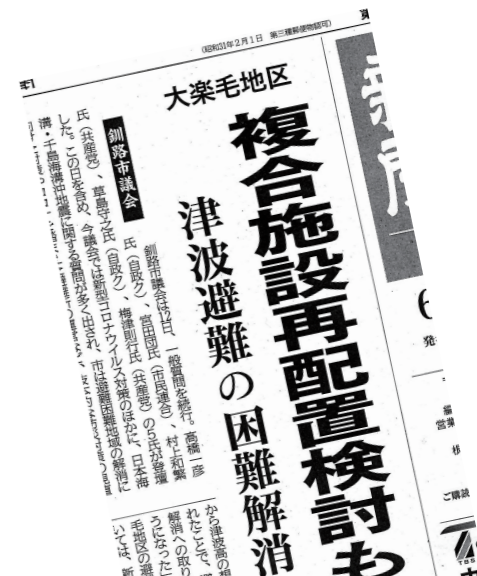 (昭和31年2月1日 第三種郵便物認可)
大楽毛地区
複合施設再配置検討も
津波避難の困難解消
釧路市議会
釧路市議会は12日、一般質問を続行。高橋一彦
氏(自政ク)、宮田団氏(市民連合)、村上和繁
氏(共産党)、草島守之氏(自政ク)、梅津則行氏(共産党)の5氏が登壇
した。この日を含め、今議会では新型コロナウイルス対策のほかに、日本海
溝・千島海溝沖地震に関する質問が多く出され、市は避難困難地域の解消に
から津波高の想
れたことで、
解消への取り
うになった
毛地区の避
いては、新
6
発
編
営業
ご購読